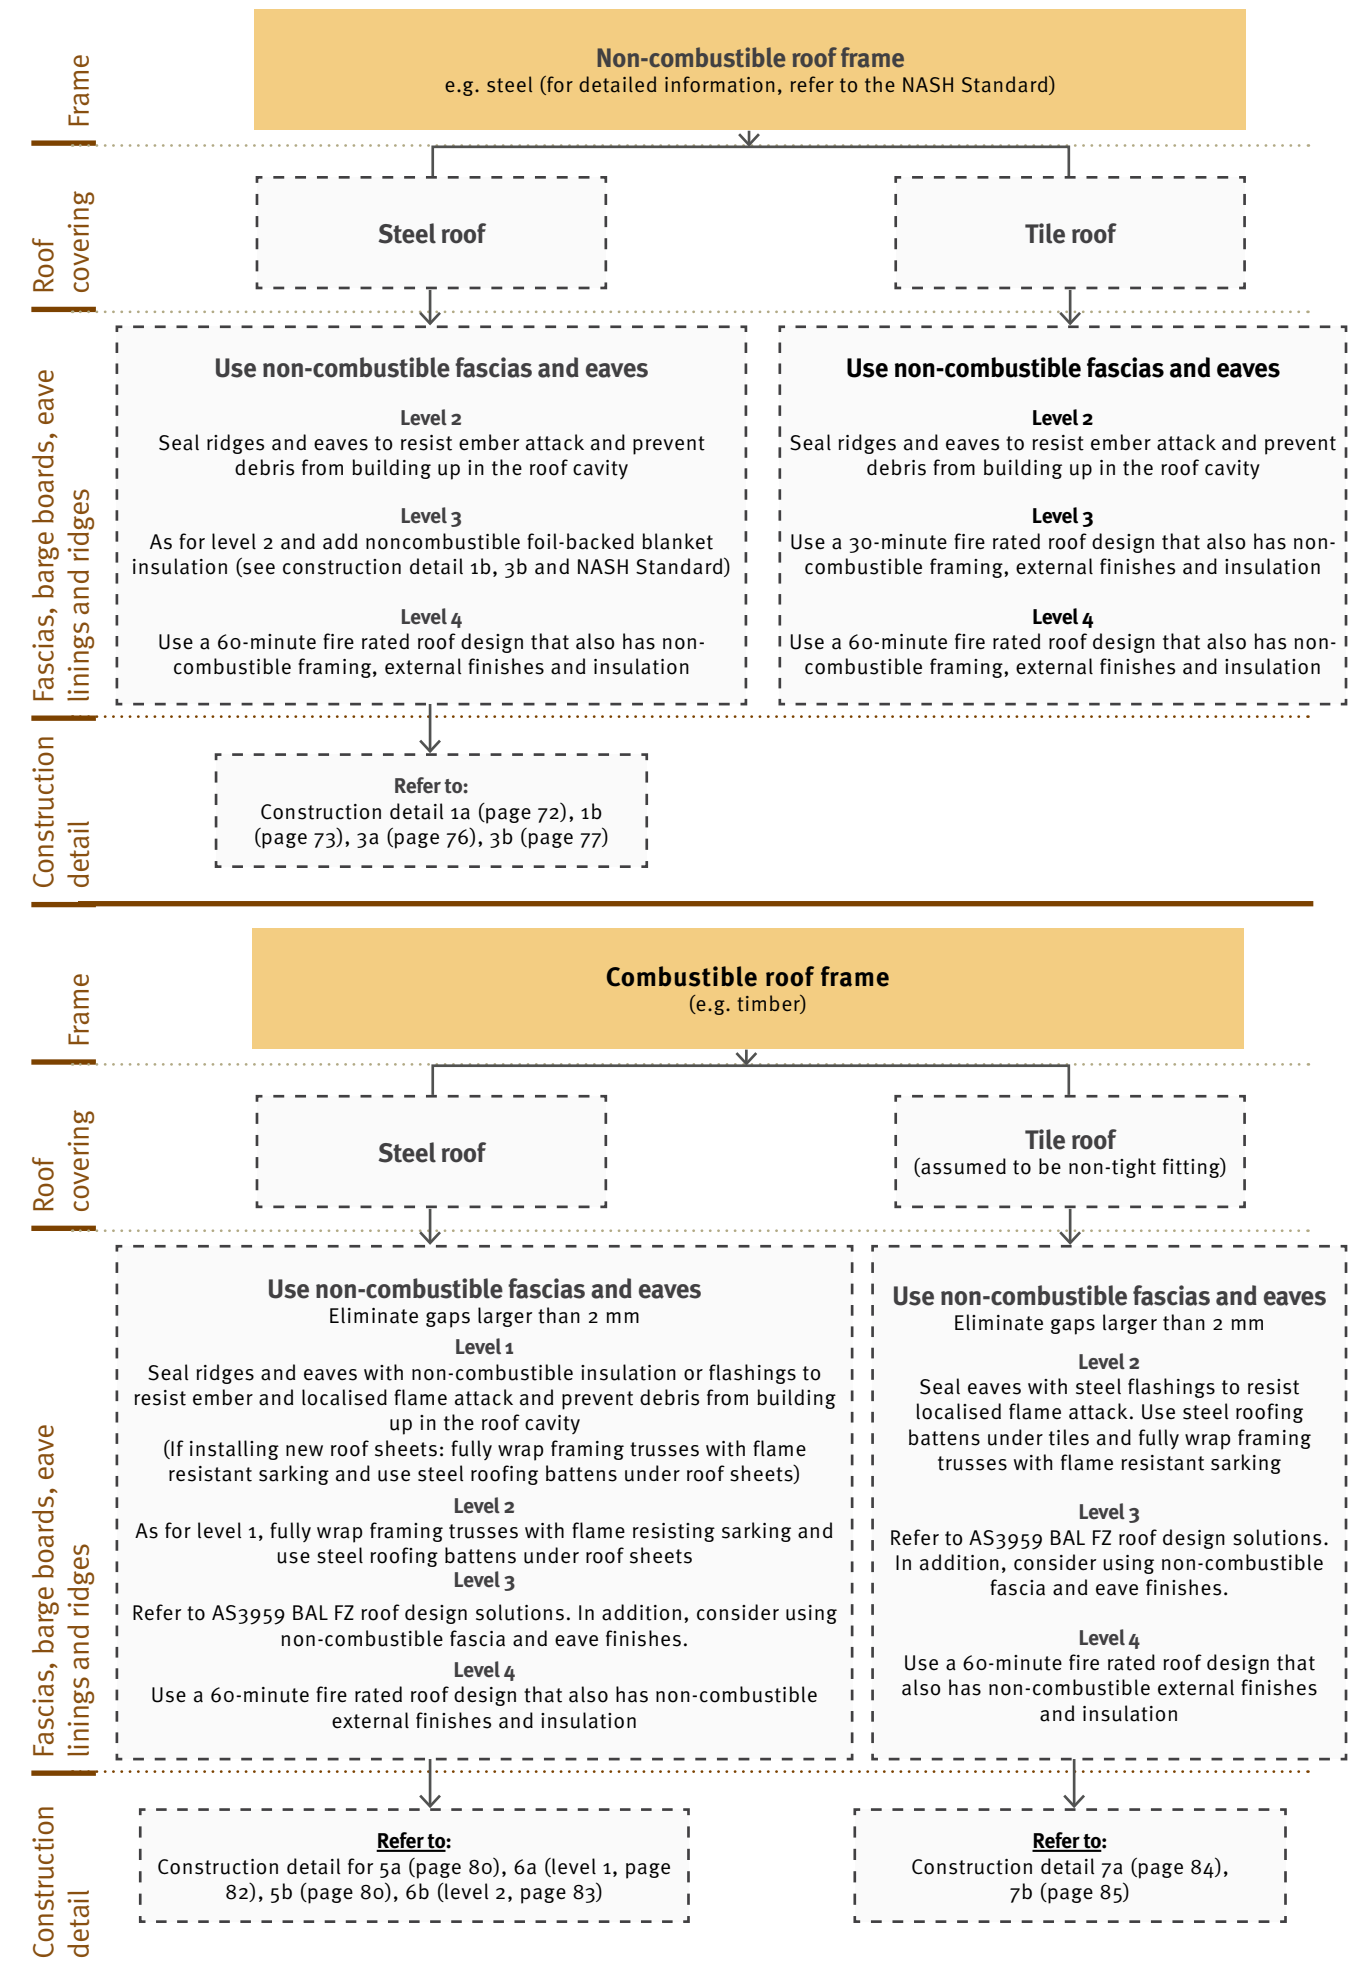 Frame
Non-combustible roof frame
e.g. steel (for detailed information, refer to the NASH Standard)
Roof
covering
Steel roof
Tile roof
Fascias, barge boards, eave
linings and ridges
Use non-combustible fascias and eaves
Level 2
Seal ridges and eaves to resist ember attack and prevent
debris from building up in the roof cavity
Level 3
As for level 2 and add noncombustible foil-backed blanket
insulation (see construction detail 1b, 3b and NASH Standard)
Level 4
Use a 60-minute fire rated roof design that also has non-
combustible framing, external finishes and insulation
Use non-combustible fascias and eaves
Level 2
Seal ridges and eaves to resist ember attack and prevent
debris from building up in the roof cavity
Level 3
Use a 30-minute fire rated roof design that also has non-
combustible framing, external finishes and insulation
Level 4
Use a 60-minute fire rated roof design that also has non-
combustible framing, external finishes and insulation
Construction
detail
Refer to:
Construction detail 1a (page 72), 1b
(page 73), 3a (page 76), 3b (page 77)
Frame
Combustible roof frame
(e.g. timber)
Roof
covering
Steel roof
Tile roof
(assumed to be non-tight fitting)
Fascias, barge boards, eave
linings and ridges
Use non-combustible fascias and eaves
Eliminate gaps larger than 2 mm
Level 1
Seal ridges and eaves with non-combustible insulation or flashings to
resist ember and localised flame attack and prevent debris from building
up in the roof cavity
(If installing new roof sheets: fully wrap framing trusses with flame
resistant sarking and use steel roofing battens under roof sheets)
Level 2
As for level 1, fully wrap framing trusses with flame resisting sarking and
use steel roofing battens under roof sheets
Level 3
Refer to AS3959 BAL FZ roof design solutions. In addition, consider using
non-combustible fascia and eave finishes.
Level 4
Use a 60-minute fire rated roof design that also has non-combustible
external finishes and insulation
Use non-combustible fascias and eaves
Eliminate gaps larger than 2 mm
Level 2
Seal eaves with steel flashings to resist
localised flame attack. Use steel roofing
battens under tiles and fully wrap framing
trusses with flame resistant sarking
Level 3
Refer to AS3959 BAL FZ roof design solutions.
In addition, consider using non-combustible
fascia and eave finishes.
Level 4
Use a 60-minute fire rated roof design that
also has non-combustible external finishes
and insulation
Construction
detail
Refer to:
Construction detail for 5a (page 80), 6a (level 1, page
82), 5b (page 80), 6b (level 2, page 83)
Refer to:
Construction detail 7a (page 84),
7b (page 85)